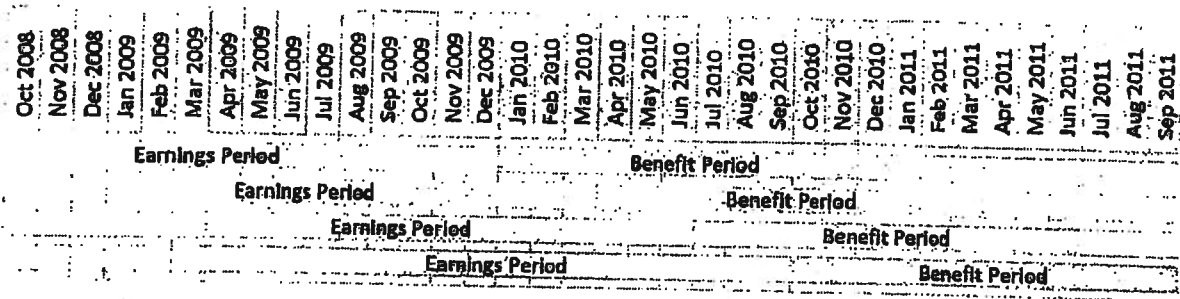 Oct 2008 Nov 2008 Dec 2008 Jan 2009 Feb 2009 Mar 2009 Apr 2009 May 2009 Jun 2009 Jul 2009 Aug 2009 Sep 2009 Oct 2009 Nov 2009 Dec 2009 Jan 2010 Feb 2010 Mar 2010 Apr 2010 May 2010 Jun 2010 Jul 2010 Aug 2010 Sep 2010 Oct 2010 Nov 2010 Dec 2010 Jan 2011 Feb 2011 Mar 2011 Apr 2011 May 2011 Jun 2011 Jul 2011 Aug 2011 Sep 2011
Earnings Period Benefit Period
Earnings Period Benefit Period
Earnings Period Benefit Period
Earnings Period Benefit Period